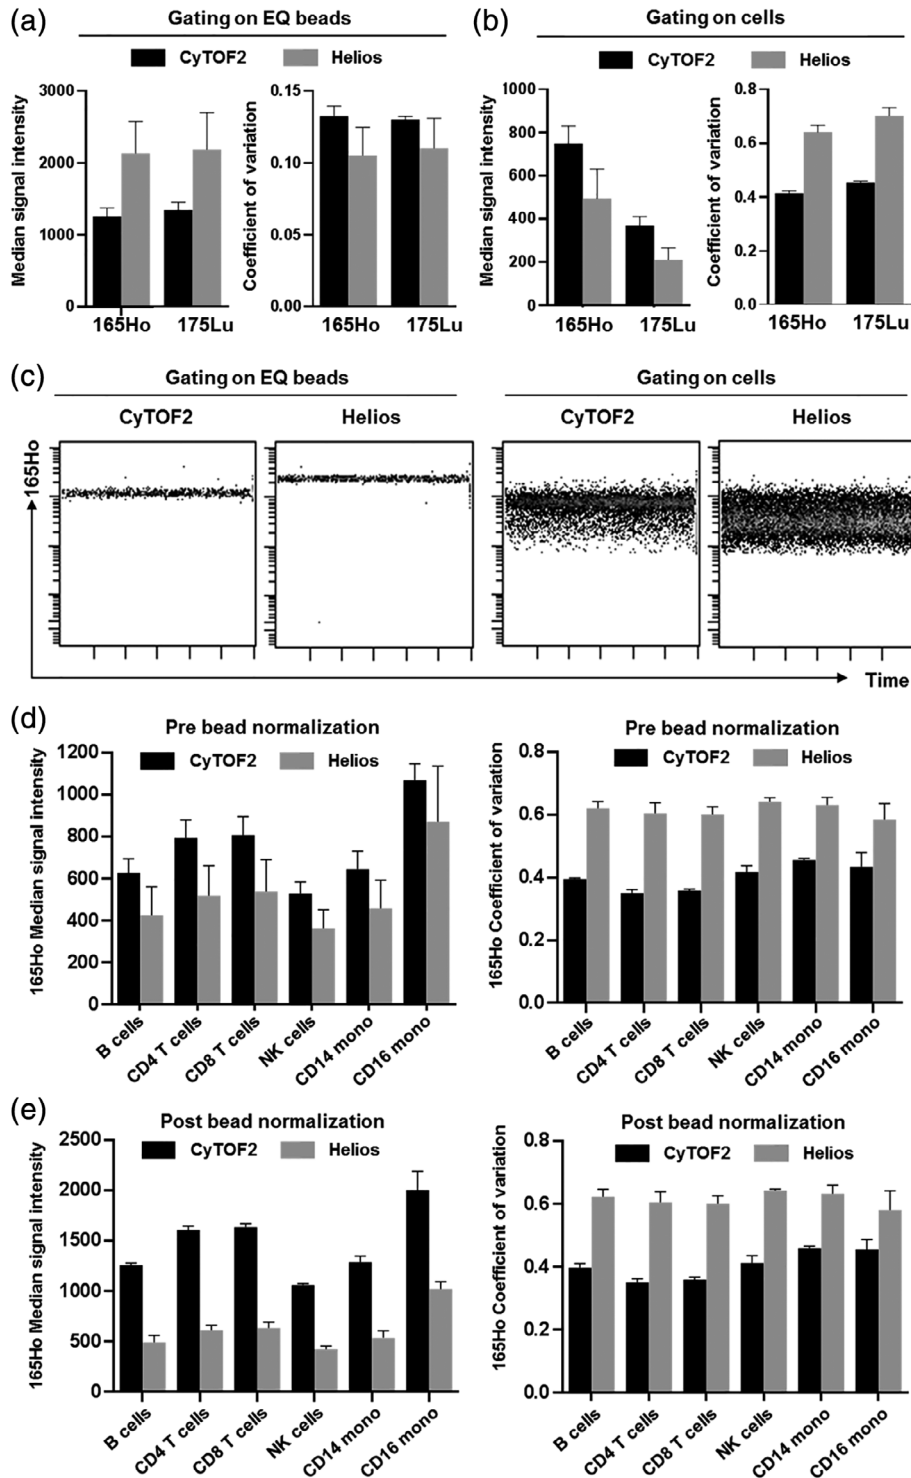 (a) Gating on EQ beads
CyTOF2 Helios
Median signal intensity
3000
2000
1000
0
165Ho 175Lu
Coefficient of variation
0.15
0.10
0.05
0.00
165Ho 175Lu
(b) Gating on cells
CyTOF2 Helios
Median signal intensity
1000
800
600
400
200
0
165Ho 175Lu
Coefficient of variation
0.8
0.6
0.4
0.2
0.0
165Ho 175Lu
(c) Gating on EQ beads Gating on cells
CyTOF2 Helios CyTOF2 Helios
165Ho
Time
(d) Pre bead normalization
CyTOF2 Helios
165Ho Median signal intensity
1200
1000
800
600
400
200
0
B cells CD4 T cells CD8 T cells NK cells CD14 mono CD16 mono
Pre bead normalization
CyTOF2 Helios
165Ho Coefficient of variation
0.8
0.6
0.4
0.2
0.0
B cells CD4 T cells CD8 T cells NK cells CD14 mono CD16 mono
(e) Post bead normalization
CyTOF2 Helios
165Ho Median signal intensity
2500
2000
1500
1000
500
0
B cells CD4 T cells CD8 T cells NK cells CD14 mono CD16 mono
Post bead normalization
CyTOF2 Helios
165Ho Coefficient of variation
0.8
0.6
0.4
0.2
0.0
B cells CD4 T cells CD8 T cells NK cells CD14 mono CD16 mono